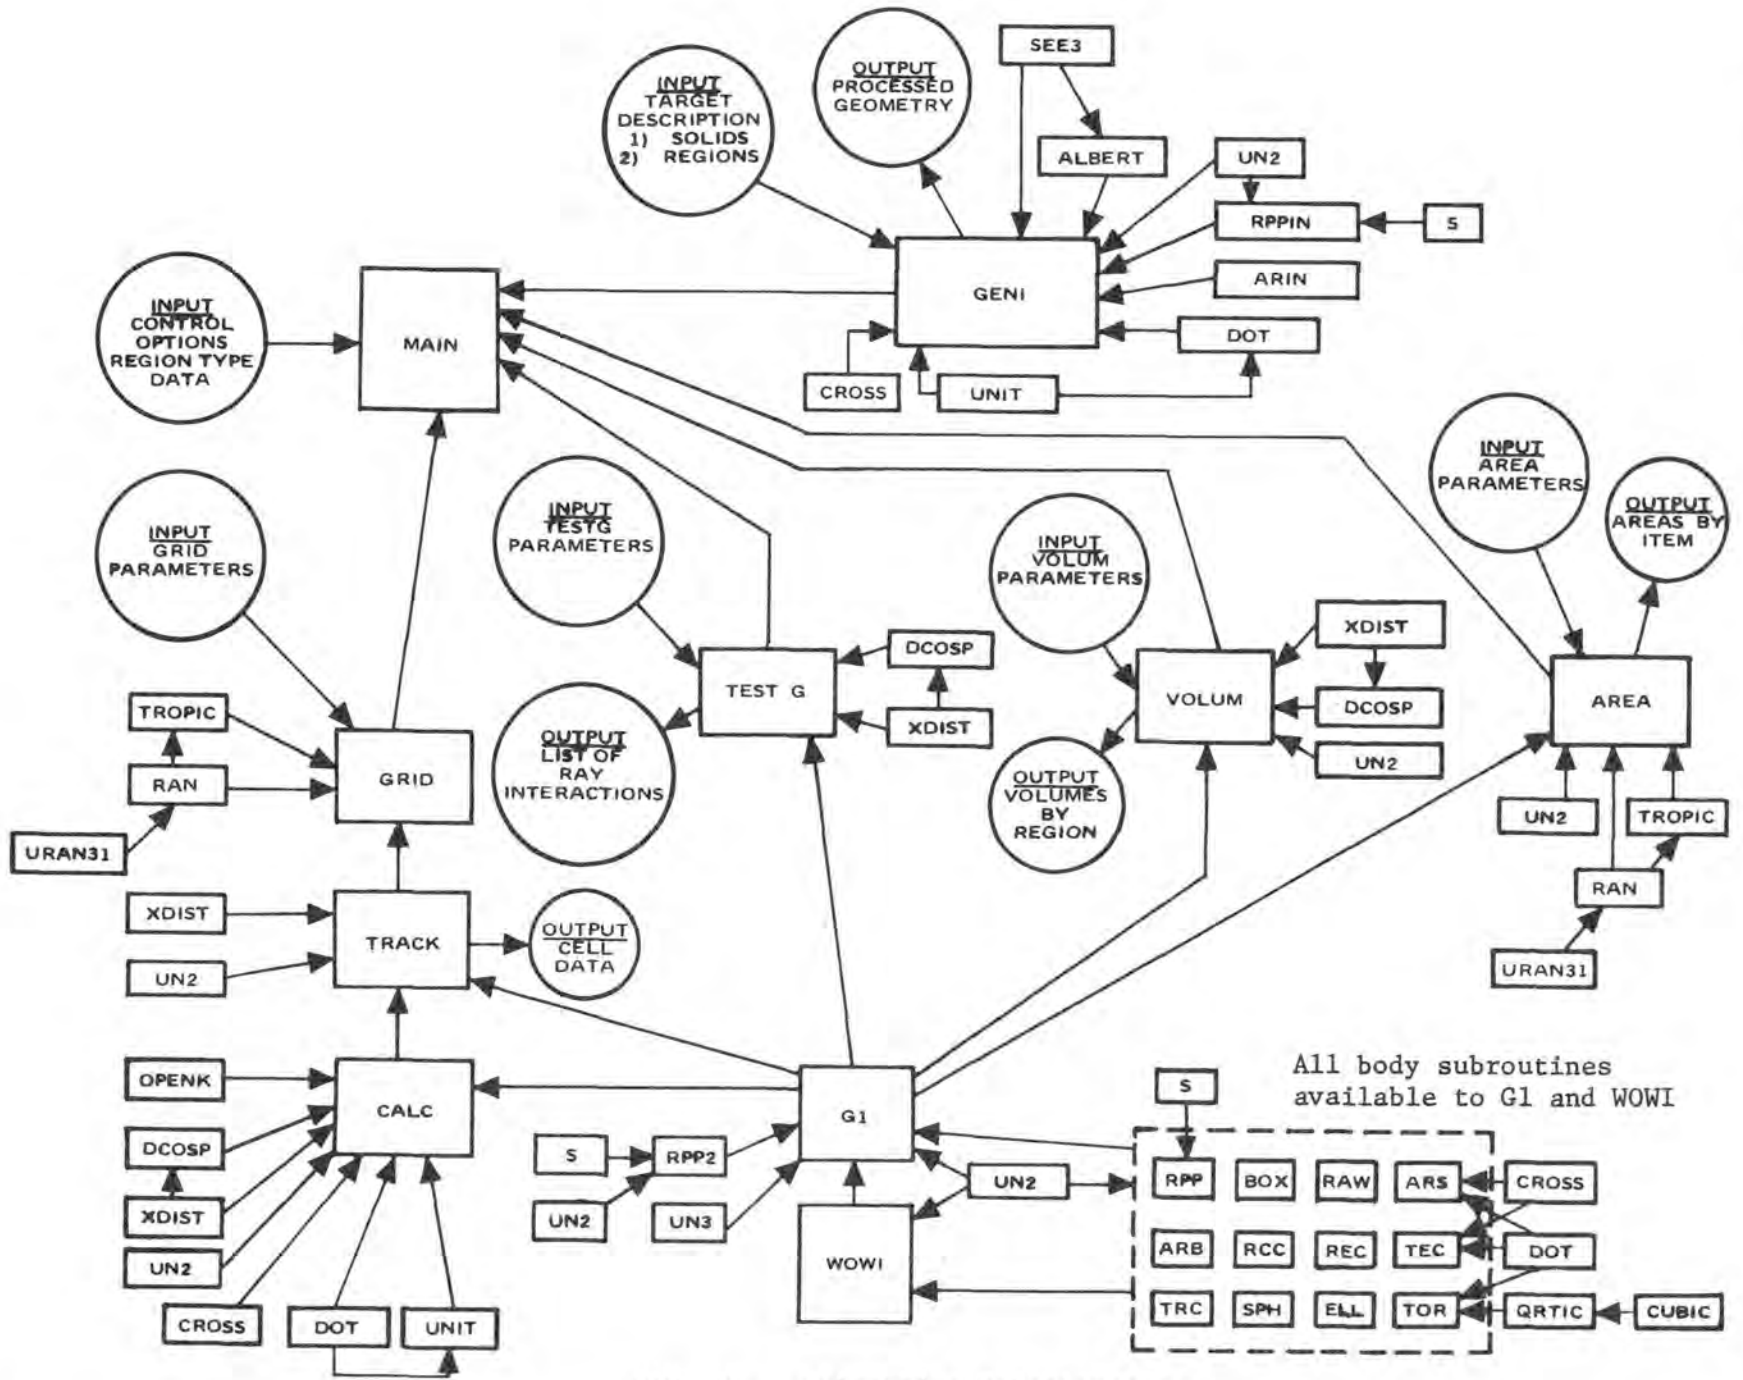 SEE3
INPUT
TARGET
DESCRIPTION
1) SOLIDS
2) REGIONS
OUTPUT
PROCESSED
GEOMETRY
ALBERT
UN2
RPPIN
S
ARIN
GENI
DOT
CROSS
UNIT
INPUT
CONTROL
OPTIONS
REGION TYPE
DATA
MAIN
INPUT
GRID
PARAMETERS
INPUT
TESTG
PARAMETERS
INPUT
VOLUM
PARAMETERS
INPUT
AREA
PARAMETERS
OUTPUT
AREAS BY
ITEM
TROPIC
RAN
URAN31
GRID
TEST G
DCOSP
XDIST
OUTPUT
LIST OF
RAY
INTERACTIONS
VOLUM
XDIST
DCOSP
UN2
OUTPUT
VOLUMES
BY
REGION
AREA
UN2
TROPIC
RAN
URAN31
XDIST
UN2
TRACK
OUTPUT
CELL
DATA
OPENK
DCOSP
XDIST
UN2
CROSS
DOT
UNIT
CALC
G1
S
RPP2
UN2
UN3
UN2
WOWI
All body subroutines
available to G1 and WOWI
S
RPP BOX RAW ARS CROSS
ARB RCC REC TEC DOT
TRC SPH ELL TOR QRTIC CUBIC